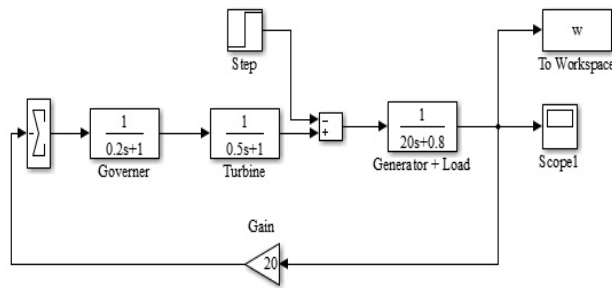 w
Step
To Workspace
−
+
−
1
0.2s+1
Governer
1
0.5s+1
Turbine
1
20s+0.8
Generator + Load
Scope1
Gain
20